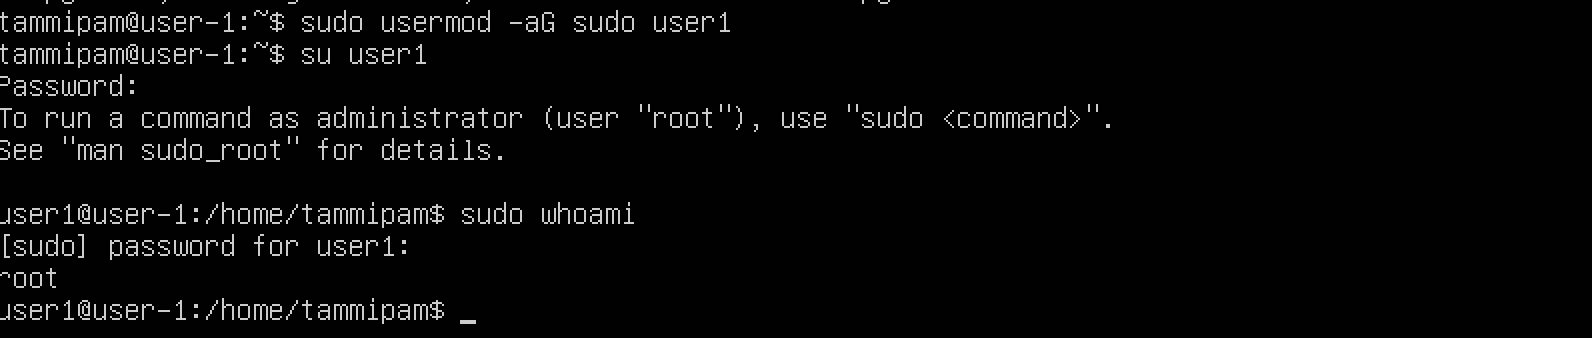 tammipam@user-1:~$ sudo usermod -aG sudo user1
tammipam@user-1:~$ su user1
Password:
To run a command as administrator (user "root"), use "sudo <command>".
See "man sudo_root" for details.
user1@user-1:/home/tammipam$ sudo whoami
[sudo] password for user1:
root
user1@user-1:/home/tammipam$ _